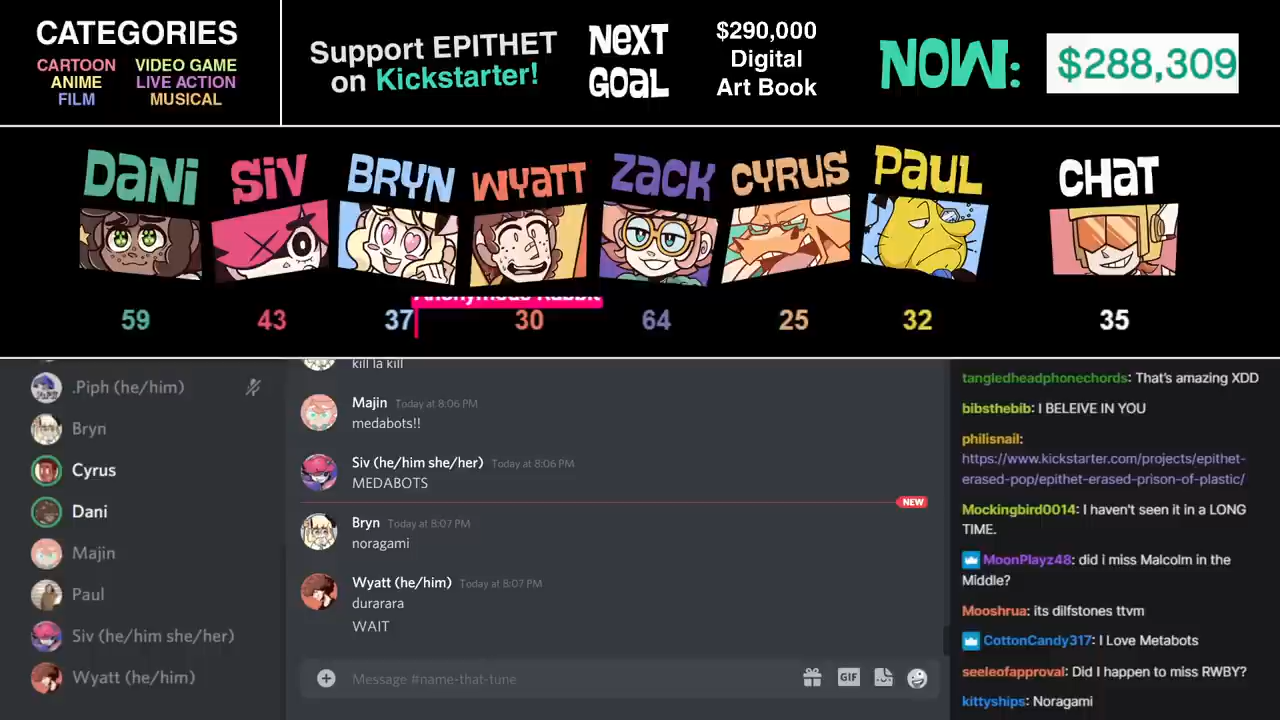 CATEGORIES
CARTOON VIDEO GAME
ANIME LIVE ACTION
FILM MUSICAL
Support EPITHET
on Kickstarter!
NEXT
GOAL
$290,000
Digital
Art Book
NOW: $288,309
DANI SIV BRYN WYATT ZACK CYRUS PAUL CHAT
Anonymous Rabbit
59 43 37 30 64 25 32 35
.Piph (he/him)
Bryn
Cyrus
Dani
Majin
Paul
Siv (he/him she/her)
Wyatt (he/him)
kill la kill
Majin Today at 8:06 PM
medabots!!
Siv (he/him she/her) Today at 8:06 PM
MEDABOTS
NEW
Bryn Today at 8:07 PM
noragami
Wyatt (he/him) Today at 8:07 PM
durarara
WAIT
Message #name-that-tune
GIF
tangledheadphonechords: That's amazing XDD
bibsthebib: I BELEIVE IN YOU
philisnail:
https://www.kickstarter.com/projects/epithet-
erased-pop/epithet-erased-prison-of-plastic/
Mockingbird0014: I haven't seen it in a LONG
TIME.
MoonPlayz48: did i miss Malcolm in the
Middle?
Mooshrua: its dilfstones ttvm
CottonCandy317: I Love Metabots
seeleofapproval: Did I happen to miss RWBY?
kittyships: Noragami